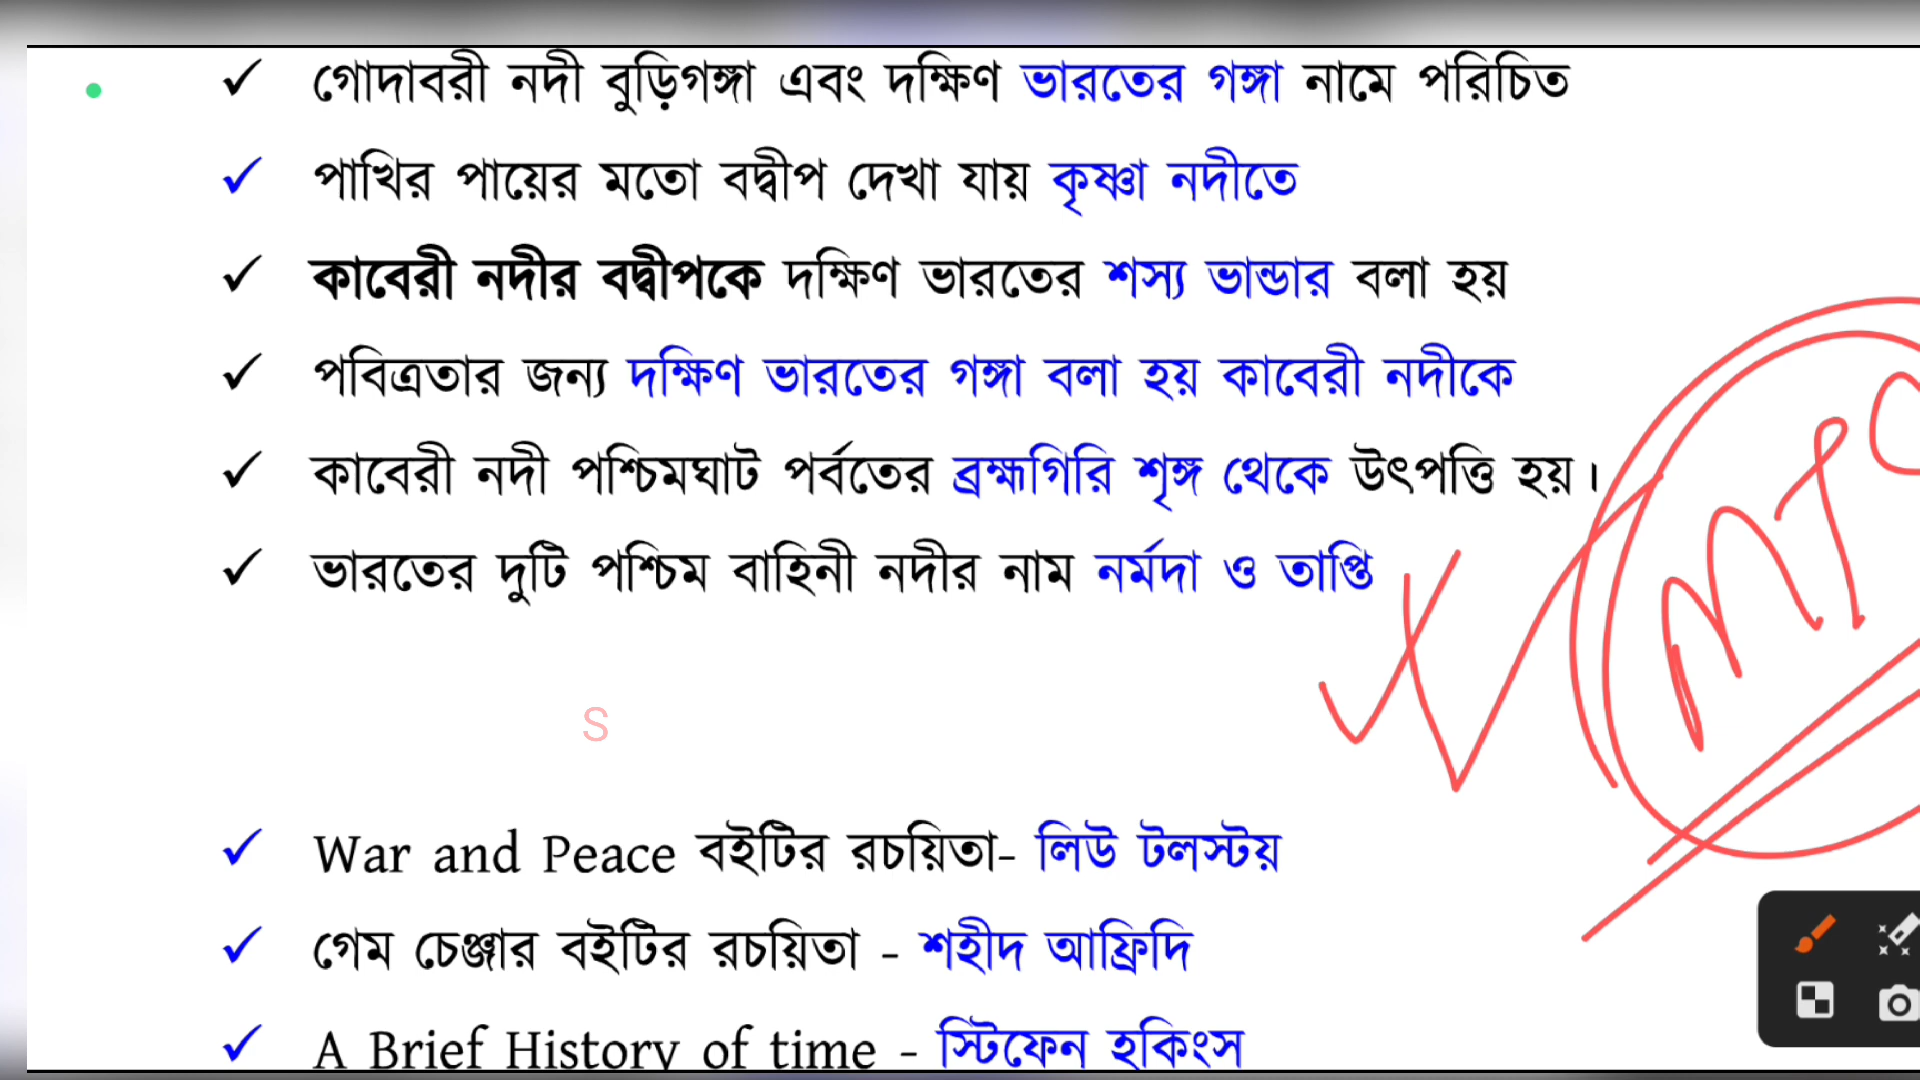 ✓ গোদাবরী নদী বুড়িগঙ্গা এবং দক্ষিণ ভারতের গঙ্গা নামে পরিচিত
✓ পাখির পায়ের মতো বদ্বীপ দেখা যায় কৃষ্ণা নদীতে
✓ কাবেরী নদীর বদ্বীপকে দক্ষিণ ভারতের শস্য ভান্ডার বলা হয়
✓ পবিত্রতার জন্য দক্ষিণ ভারতের গঙ্গা বলা হয় কাবেরী নদীকে
✓ কাবেরী নদী পশ্চিমঘাট পর্বতের ব্রহ্মগিরি শৃঙ্গ থেকে উৎপত্তি হয়।
✓ ভারতের দুটি পশ্চিম বাহিনী নদীর নাম নর্মদা ও তাপ্তি
S
✓ War and Peace বইটির রচয়িতা- লিউ টলস্টয়
✓ গেম চেঞ্জার বইটির রচয়িতা - শহীদ আফ্রিদি
✓ A Brief History of time - স্টিফেন হকিংস